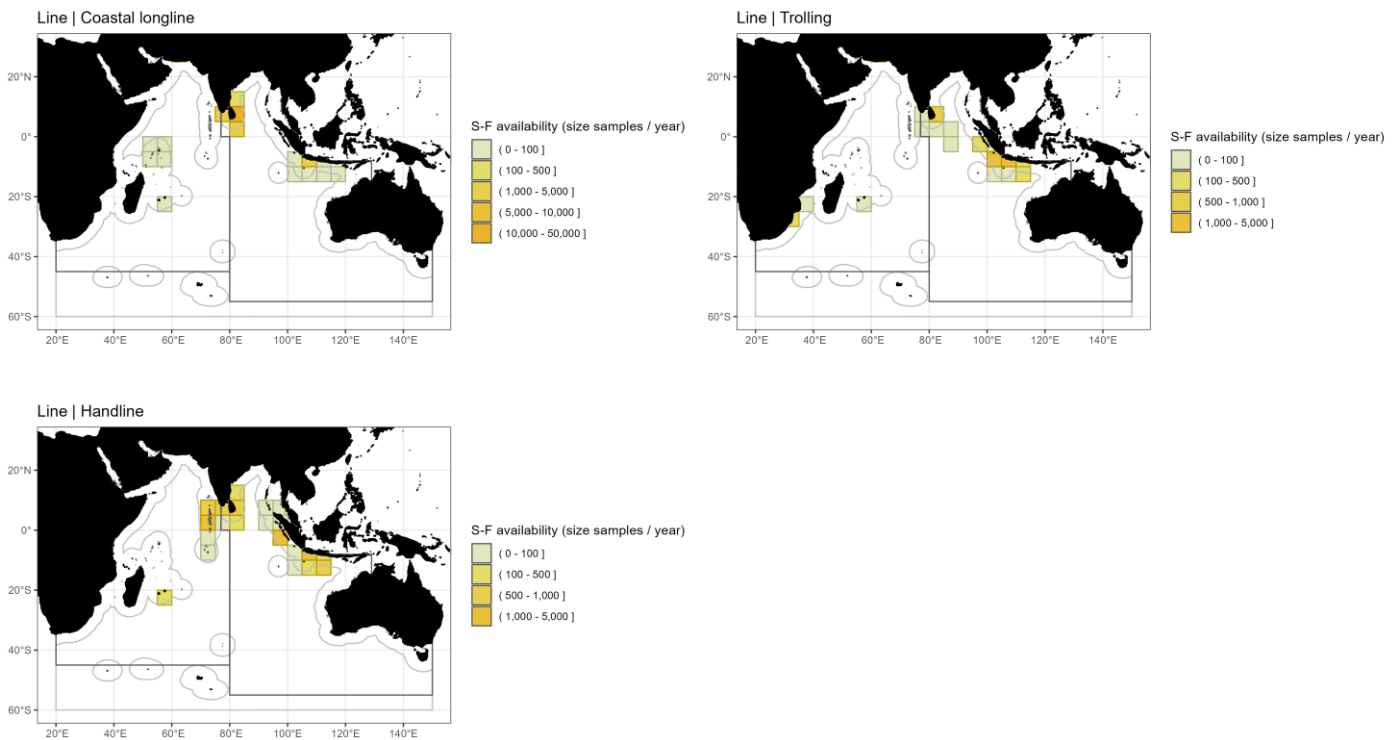 Line | Coastal longline
20°N
0°
20°S
40°S
60°S
20°E 40°E 60°E 80°E 100°E 120°E 140°E
S-F availability (size samples / year)
( 0 - 100 ]
( 100 - 500 ]
( 1,000 - 5,000 ]
( 5,000 - 10,000 ]
( 10,000 - 50,000 ]
Line | Trolling
20°N
0°
20°S
40°S
60°S
20°E 40°E 60°E 80°E 100°E 120°E 140°E
S-F availability (size samples / year)
( 0 - 100 ]
( 100 - 500 ]
( 500 - 1,000 ]
( 1,000 - 5,000 ]
Line | Handline
20°N
0°
20°S
40°S
60°S
20°E 40°E 60°E 80°E 100°E 120°E 140°E
S-F availability (size samples / year)
( 0 - 100 ]
( 100 - 500 ]
( 500 - 1,000 ]
( 1,000 - 5,000 ]